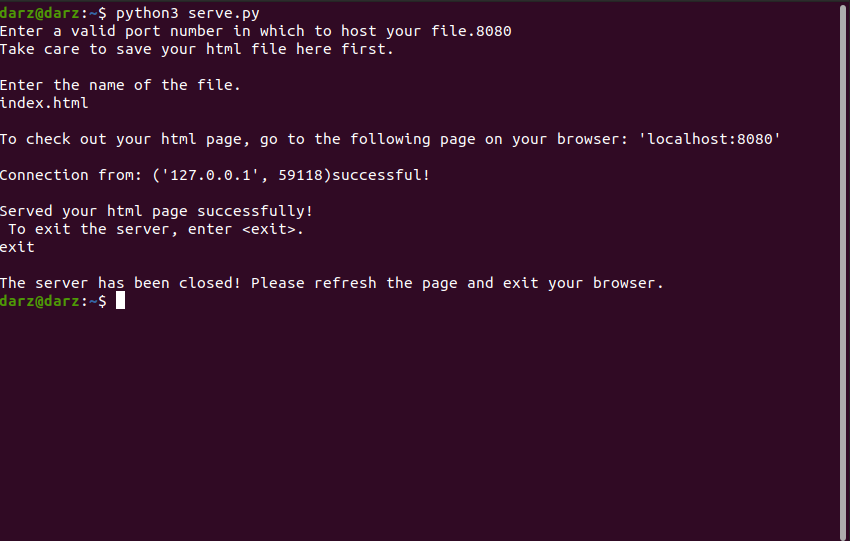 darz@darz:~$ python3 serve.py
Enter a valid port number in which to host your file.8080
Take care to save your html file here first.
Enter the name of the file.
index.html
To check out your html page, go to the following page on your browser: 'localhost:8080'
Connection from: ('127.0.0.1', 59118)successful!
Served your html page successfully!
 To exit the server, enter <exit>.
exit
The server has been closed! Please refresh the page and exit your browser.
darz@darz:~$